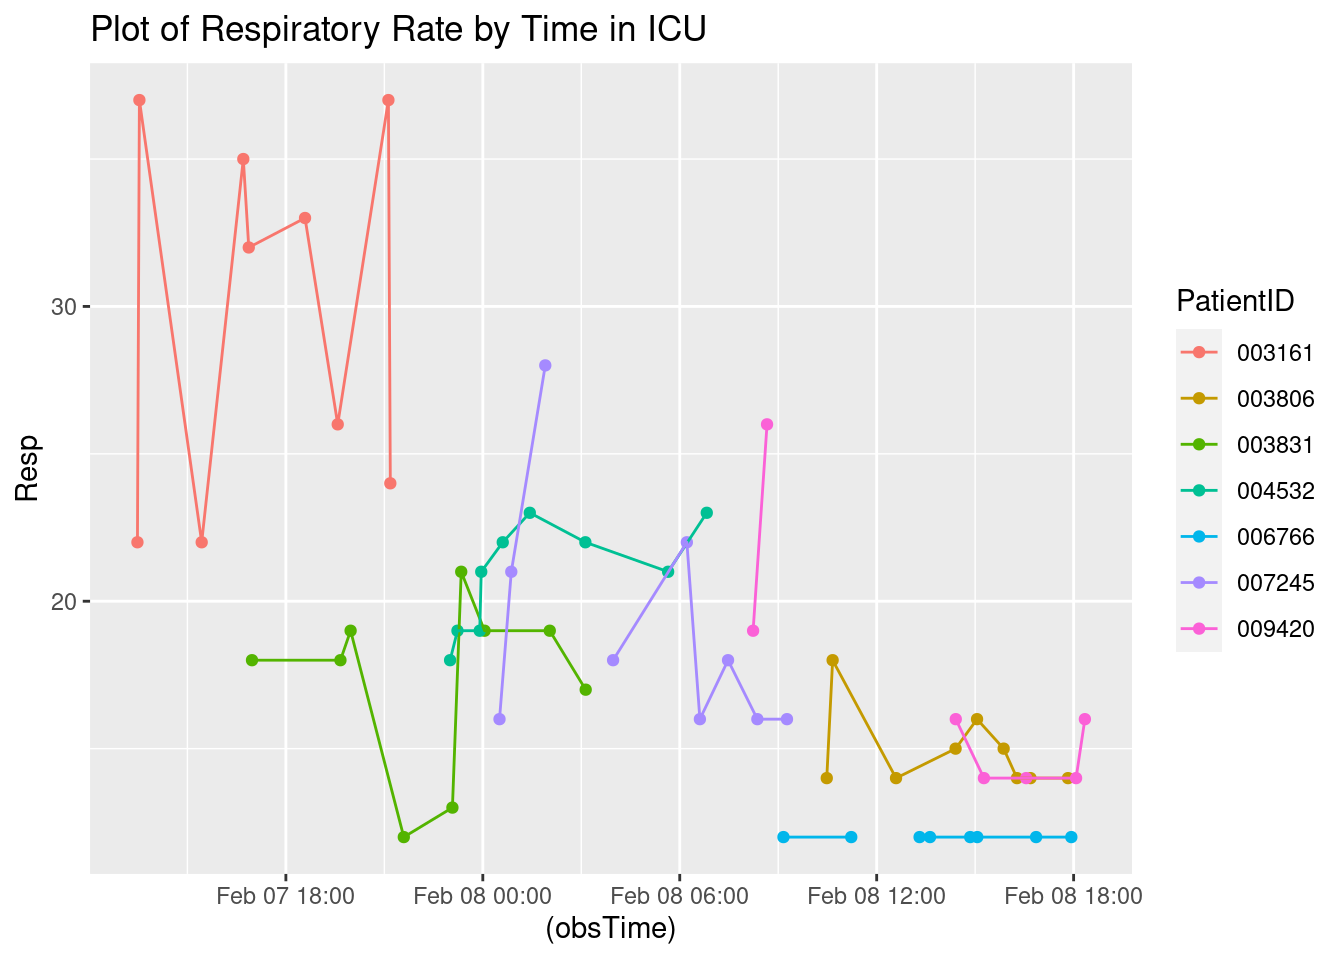 Plot of Respiratory Rate by Time in ICU
30
20
Resp
Feb 07 18:00
Feb 08 00:00
Feb 08 06:00
Feb 08 12:00
Feb 08 18:00
(obsTime)
PatientID
003161
003806
003831
004532
006766
007245
009420